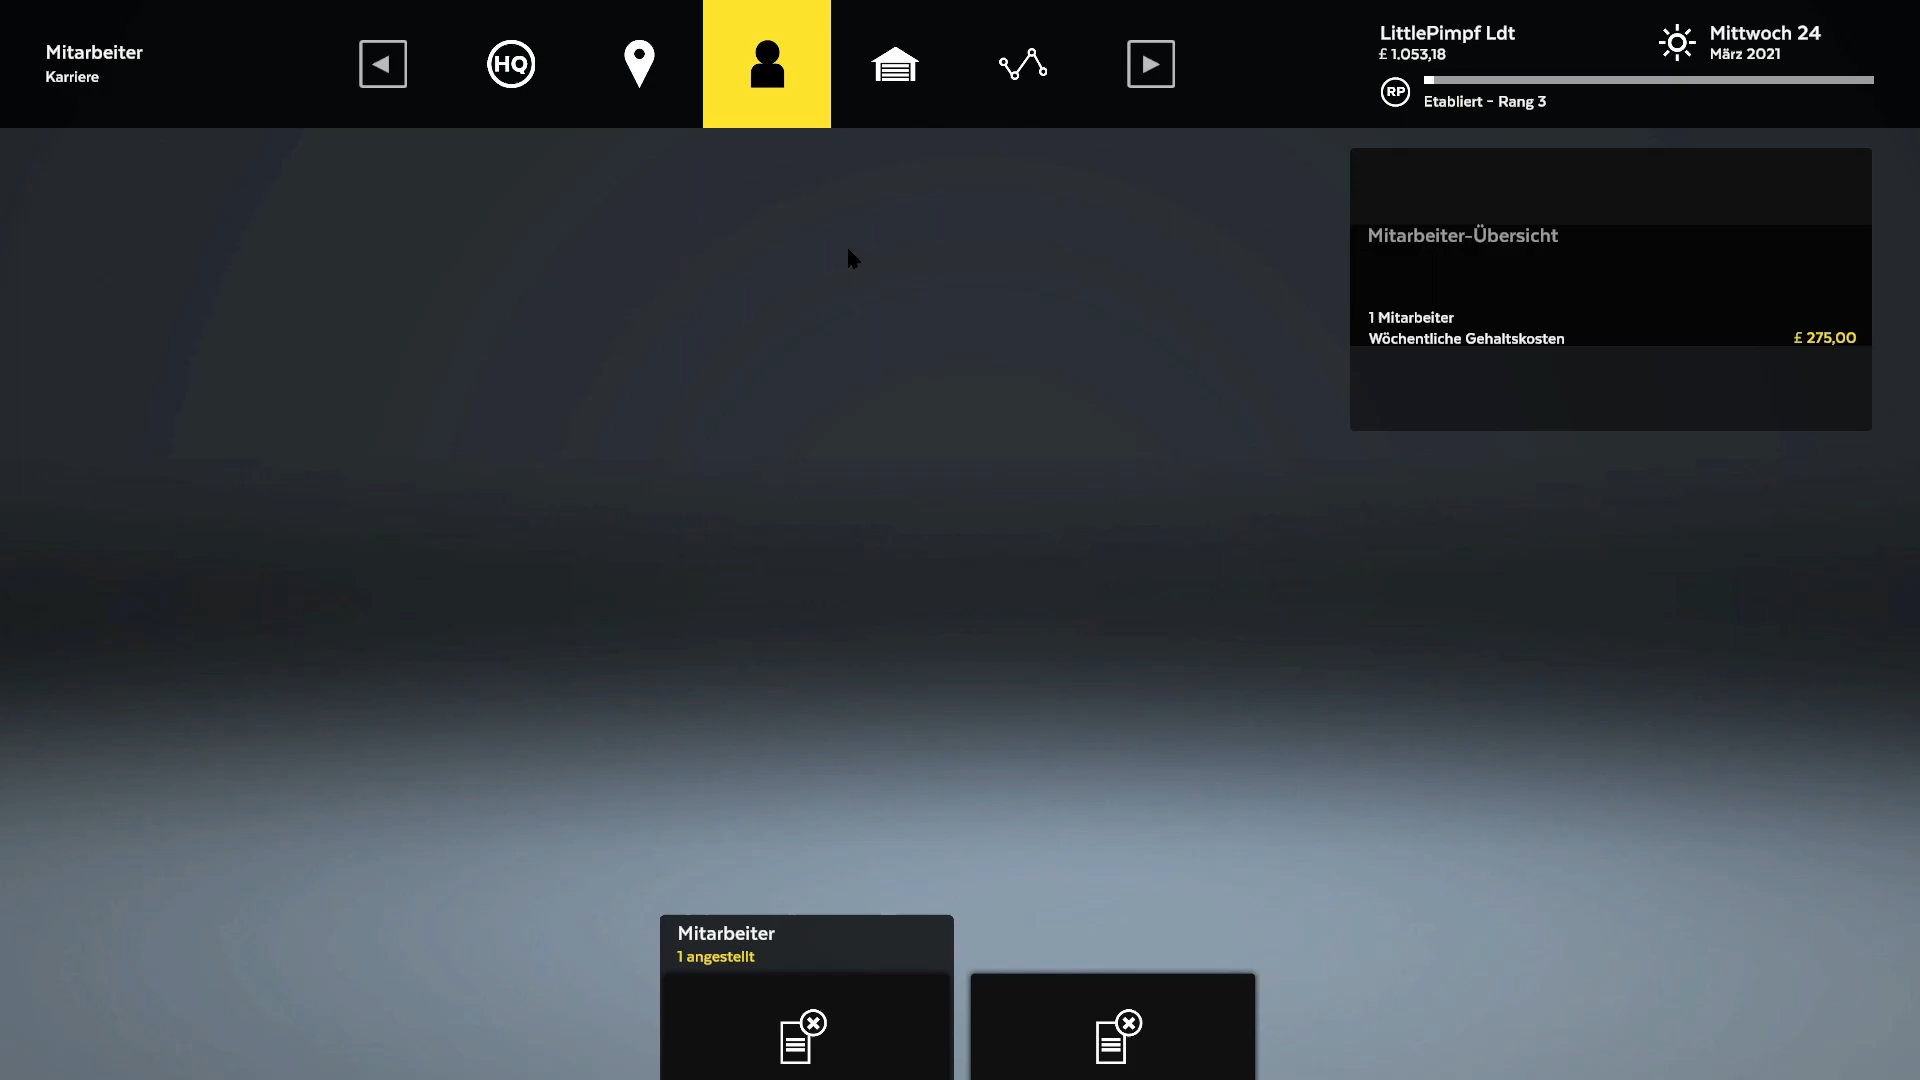 Mitarbeiter
Karriere
HQ
LittlePimpf Ldt
£ 1.053,18
Mittwoch 24
März 2021
RP
Etabliert - Rang 3
Mitarbeiter-Übersicht
1 Mitarbeiter
Wöchentliche Gehaltskosten
£ 275,00
Mitarbeiter
1 angestellt